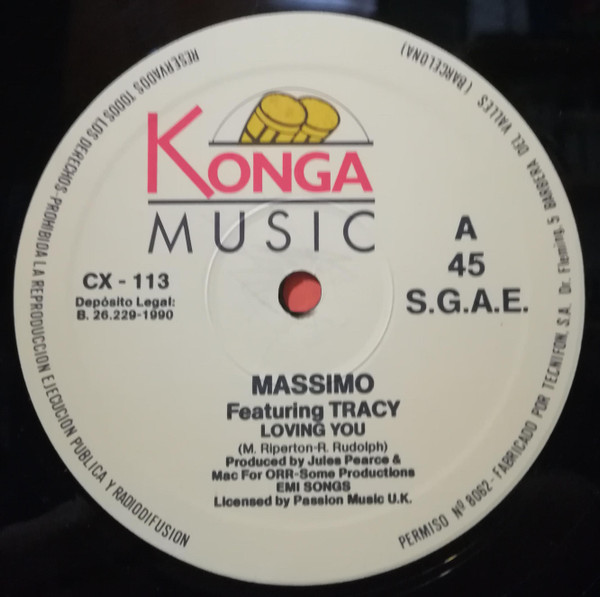 KONGA
MUSIC
CX - 113
Depósito Legal:
B. 26.229-1990
A
45
S.G.A.E.
MASSIMO
Featuring TRACY
LOVING YOU
(M. Riperton-R. Rudolph)
Produced by Jules Pearce &
Mac For ORR-Some Productions
EMI SONGS
Licensed by Passion Music U.K.
RESERVADOS TODOS LOS DERECHOS-PROHIBIDA LA REPRODUCCION EJECUCION PUBLICA Y RADIODIFUSION
PERMISO Nº 8062-FABRICADO POR TECNIFON, S.A. Dr. Fleming, 5 BARBERA DEL VALLES (BARCELONA)